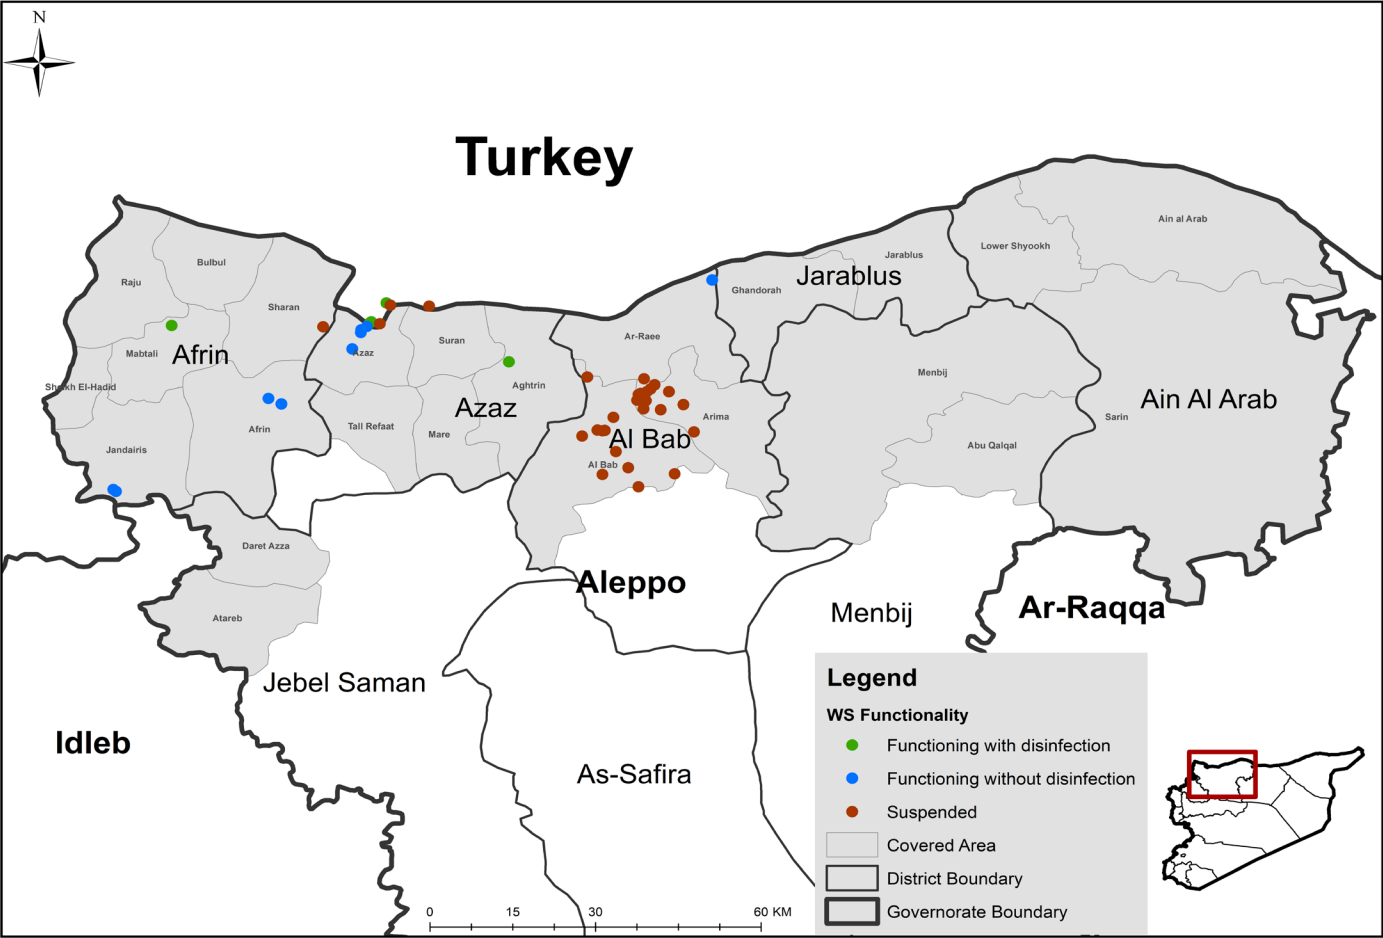 N
Turkey
Ain al Arab
Lower Shyookh
Jarablus
Bulbul
Raju
Jarablus
Ghandorah
Sharan
Ar-Raee
Suran
Azaz
Mabtali
Afrin
Menbij
Sheikh El-Hadid
Aghtrin
Azaz
Ain Al Arab
Arima
Sarin
Tall Refaat
Afrin
Mare
Al Bab
Abu Qalqal
Jandairis
Al Bab
Daret Azza
Aleppo
Ar-Raqqa
Menbij
Atareb
Jebel Saman
Idleb
As-Safira
Legend
WS Functionality
Functioning with disinfection
Functioning without disinfection
Suspended
Covered Area
District Boundary
Governorate Boundary
0 15 30 60 KM